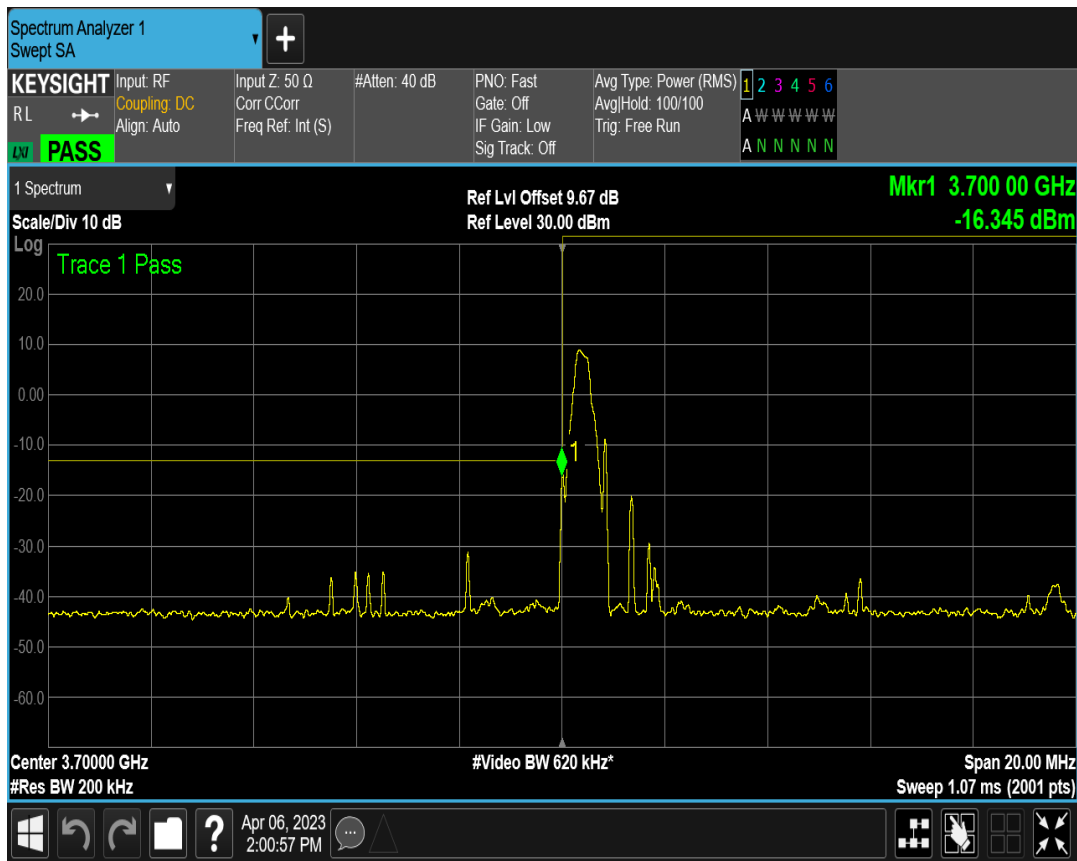 Spectrum Analyzer 1
Swept SA
+
KEYSIGHT Input: RF Input Z: 50 Ω #Atten: 40 dB PNO: Fast Avg Type: Power (RMS) 1 2 3 4 5 6
RL Coupling: DC Corr CCorr Gate: Off Avg|Hold: 100/100 A W W W W W
Align: Auto Freq Ref: Int (S) IF Gain: Low Trig: Free Run
LXI PASS Sig Track: Off A N N N N N
1 Spectrum Ref Lvl Offset 9.67 dB Mkr1 3.700 00 GHz
Scale/Div 10 dB Ref Level 30.00 dBm -16.345 dBm
Log
Trace 1 Pass
20.0
10.0
0.00
-10.0
1
-20.0
-30.0
-40.0
-50.0
-60.0
Center 3.70000 GHz #Video BW 620 kHz* Span 20.00 MHz
#Res BW 200 kHz Sweep 1.07 ms (2001 pts)
? Apr 06, 2023
2:00:57 PM